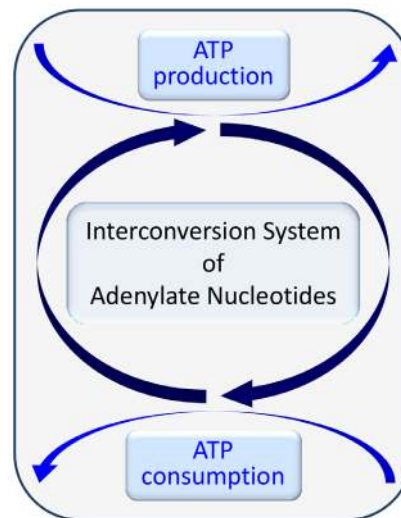 ATP
production
Interconversion System
of
Adenylate Nucleotides
ATP
consumption